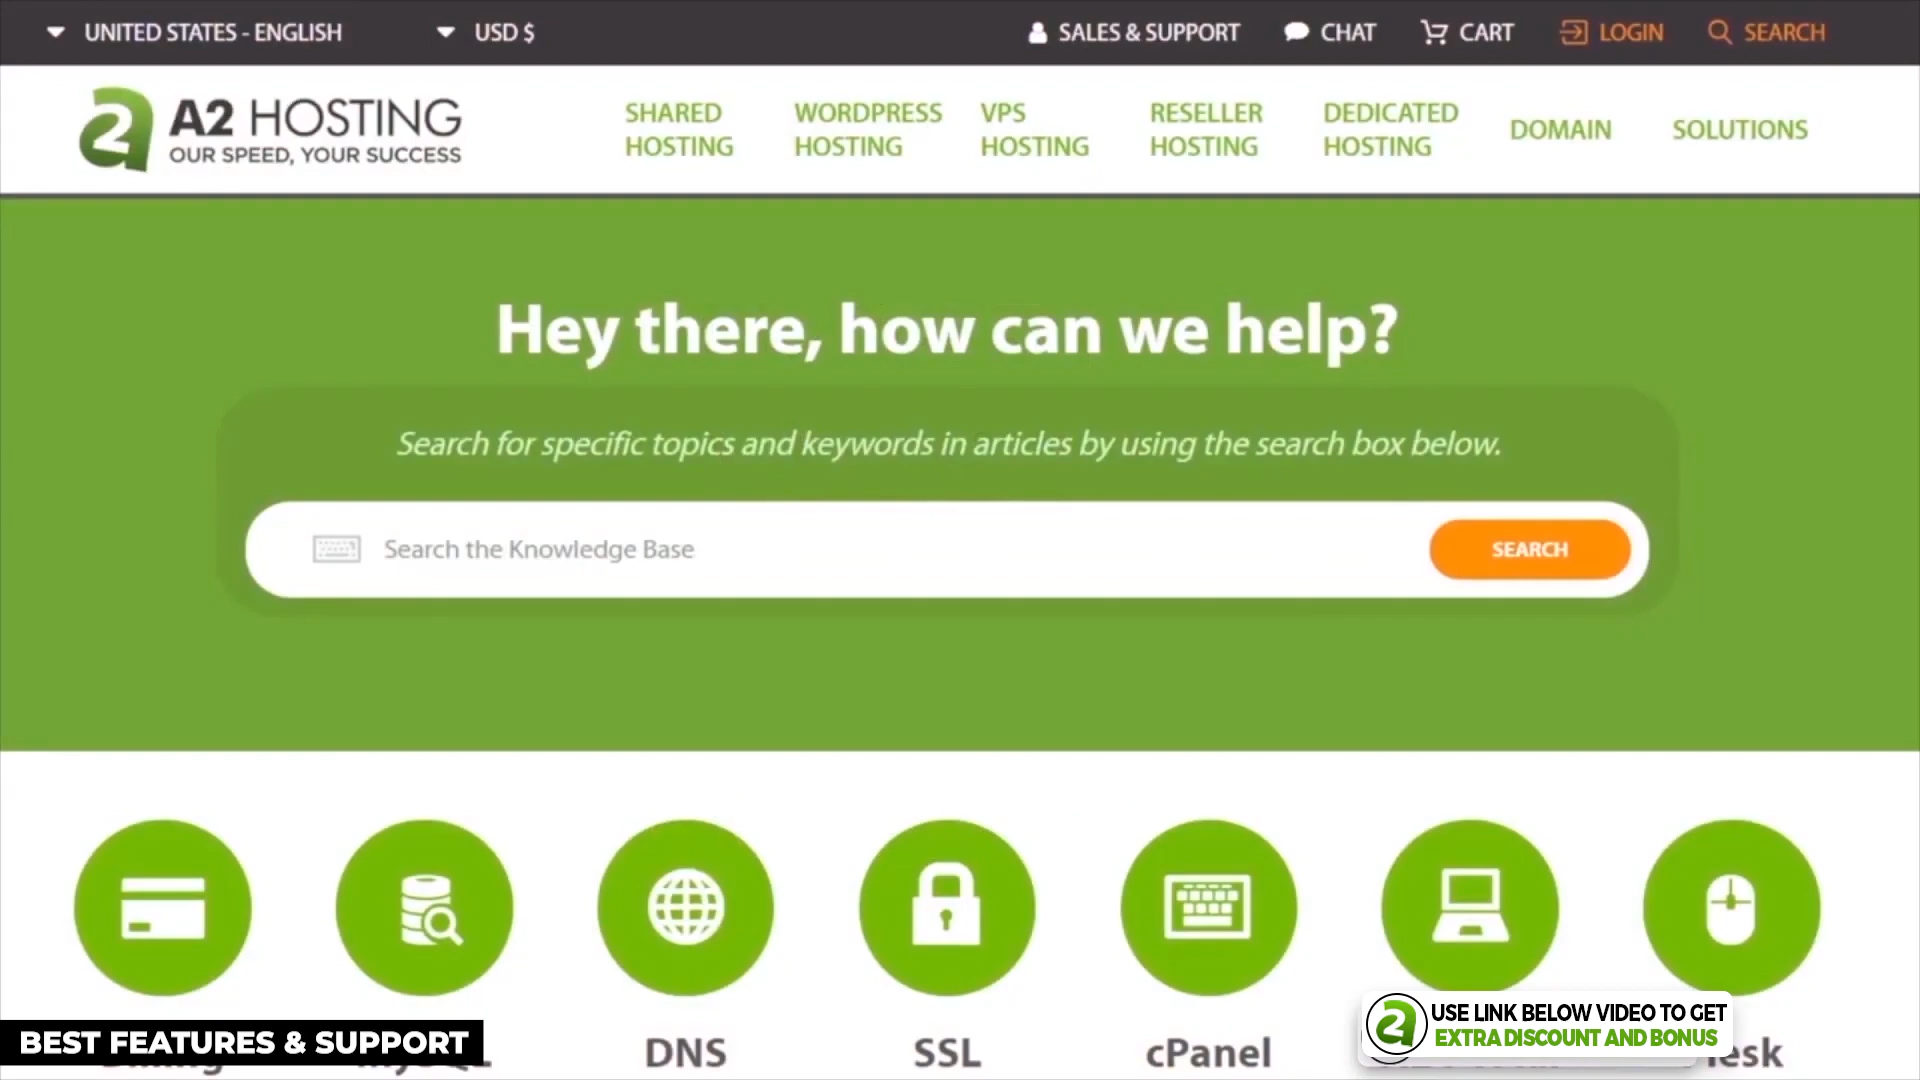 UNITED STATES - ENGLISH
USD $
SALES & SUPPORT
CHAT
CART
LOGIN
SEARCH
A2 HOSTING
OUR SPEED, YOUR SUCCESS
SHARED
HOSTING
WORDPRESS
HOSTING
VPS
HOSTING
RESELLER
HOSTING
DEDICATED
HOSTING
DOMAIN
SOLUTIONS
Hey there, how can we help?
Search for specific topics and keywords in articles by using the search box below.
Search the Knowledge Base
SEARCH
DNS
SSL
cPanel
BEST FEATURES & SUPPORT
USE LINK BELOW VIDEO TO GET
EXTRA DISCOUNT AND BONUS